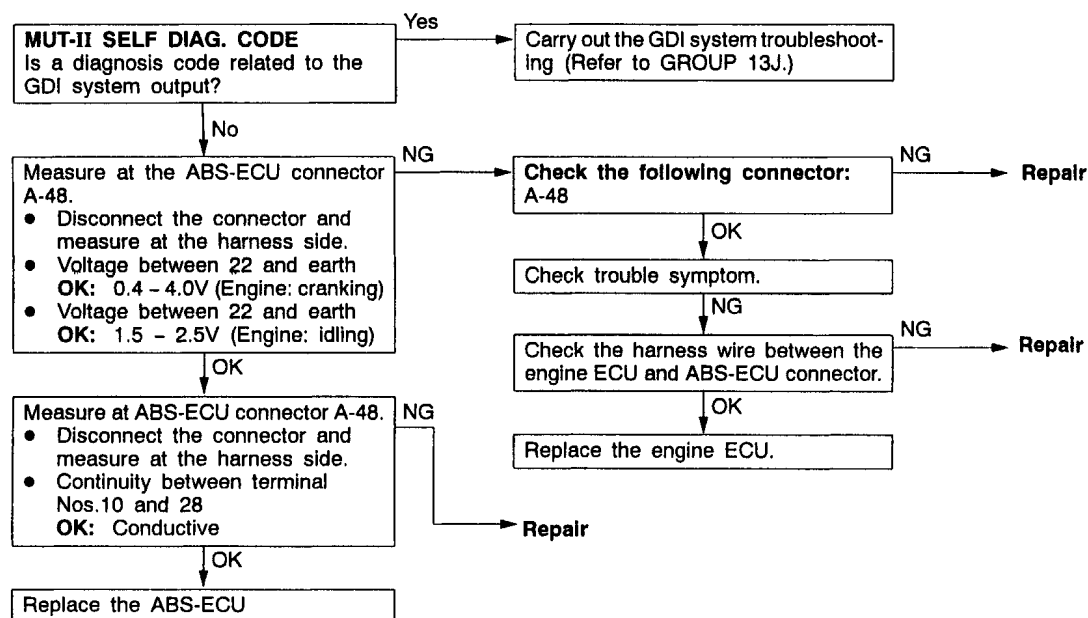 MUT-II SELF DIAG. CODE
Is a diagnosis code related to the
GDI system output?
Yes
Carry out the GDI system troubleshoot-
ing (Refer to GROUP 13J.)
No
Measure at the ABS-ECU connector
A-48.
● Disconnect the connector and
measure at the harness side.
● Voltage between 22 and earth
OK: 0.4 – 4.0V (Engine: cranking)
● Voltage between 22 and earth
OK: 1.5 – 2.5V (Engine: idling)
NG
Check the following connector:
A-48
NG
Repair
OK
Check trouble symptom.
NG
Check the harness wire between the
engine ECU and ABS-ECU connector.
NG
Repair
OK
Replace the engine ECU.
OK
Measure at ABS-ECU connector A-48.
● Disconnect the connector and
measure at the harness side.
● Continuity between terminal
Nos.10 and 28
OK: Conductive
NG
Repair
OK
Replace the ABS-ECU